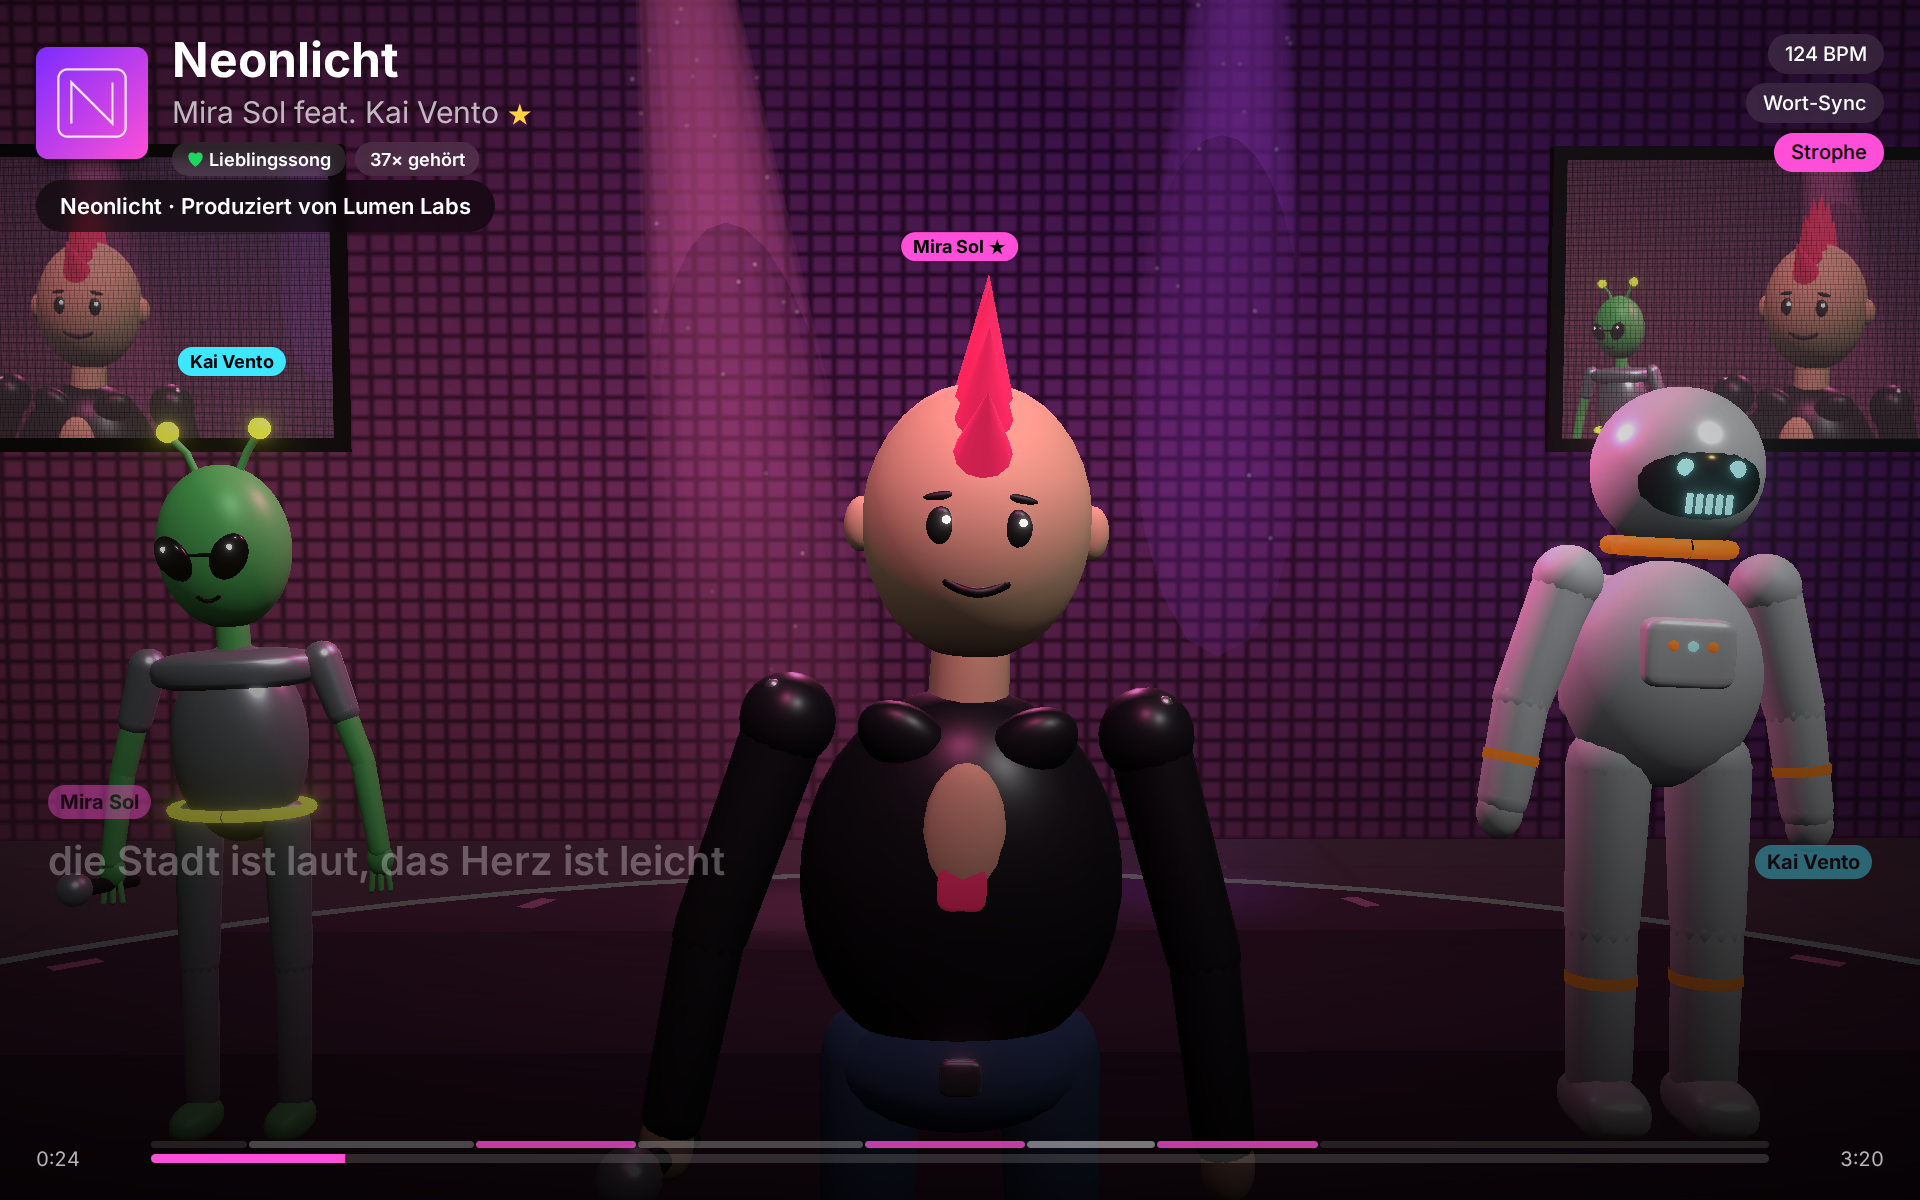 N
Neonlicht
Mira Sol feat. Kai Vento ★
Lieblingssong
37× gehört
Neonlicht · Produziert von Lumen Labs
124 BPM
Wort-Sync
Strophe
Mira Sol ★
Kai Vento
Mira Sol
die Stadt ist laut, das Herz ist leicht
Kai Vento
0:24
3:20